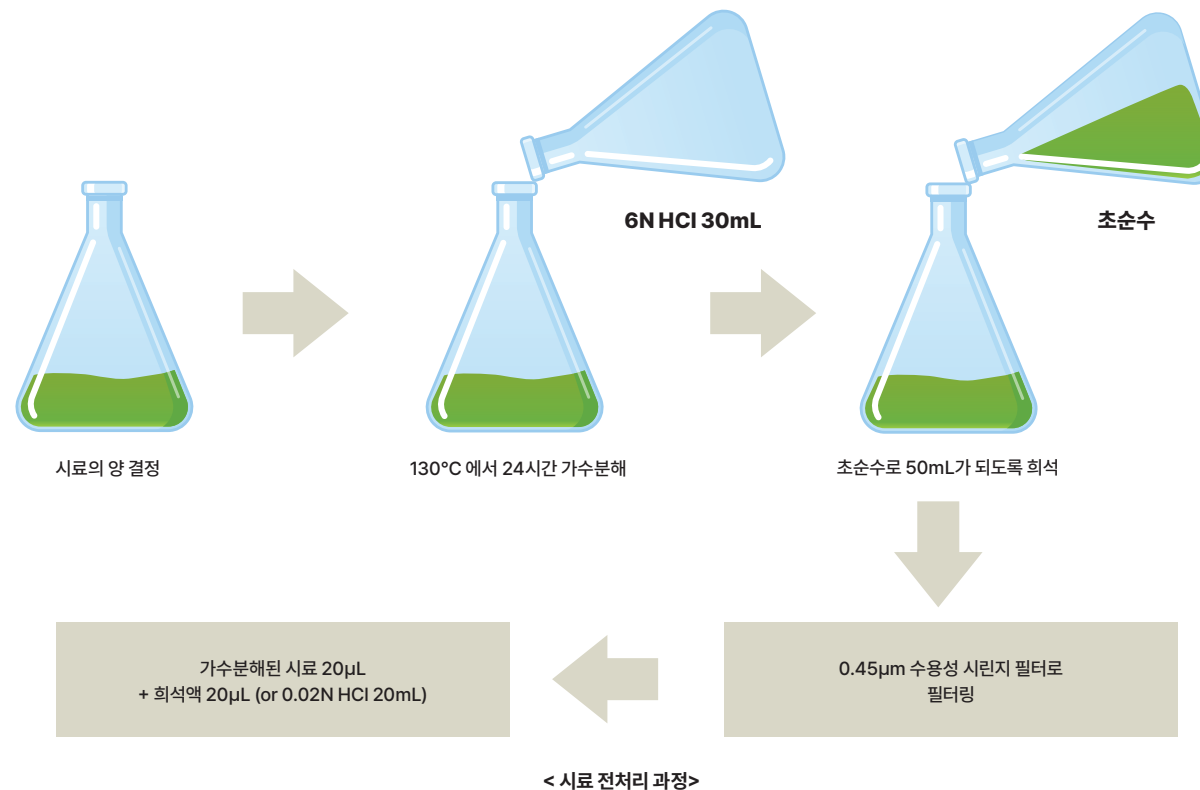 6N HCl 30mL
초순수
시료의 양 결정
130°C 에서 24시간 가수분해
초순수로 50mL가 되도록 희석
0.45μm 수용성 시린지 필터로
필터링
가수분해된 시료 20μL
+ 희석액 20μL (or 0.02N HCl 20mL)
< 시료 전처리 과정>